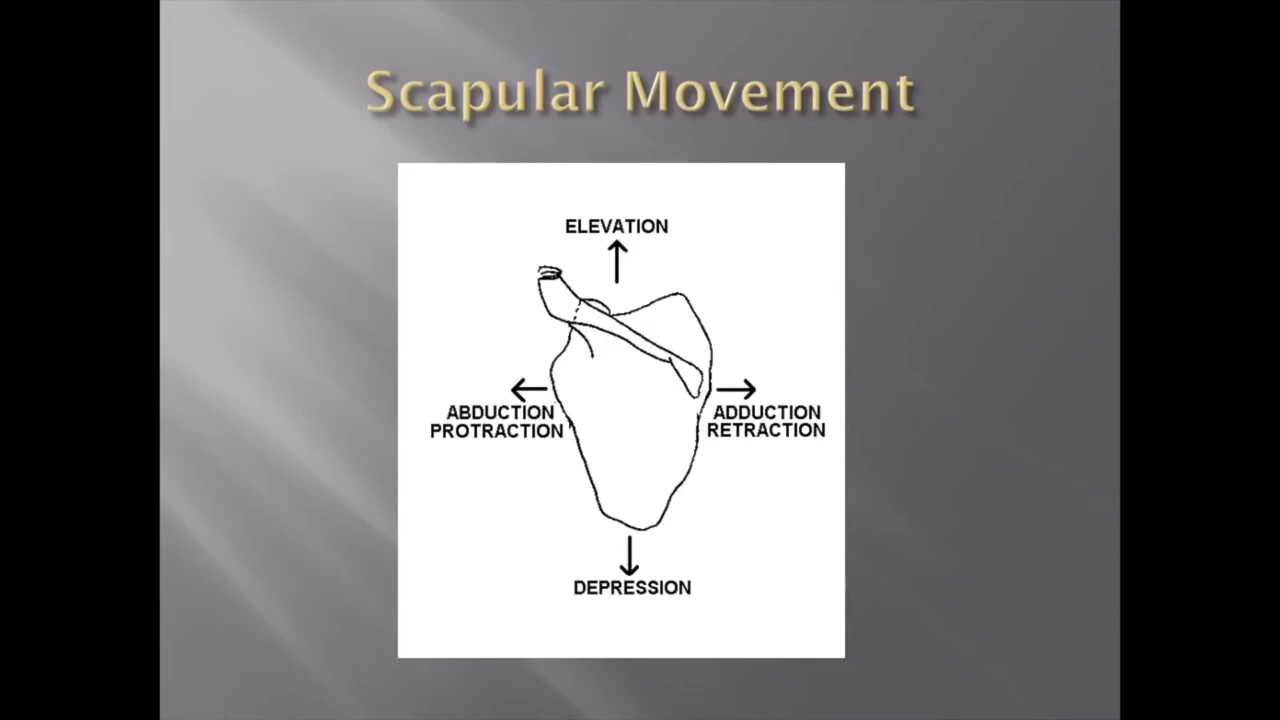 Scapular Movement
ELEVATION
ABDUCTION
PROTRACTION
ADDUCTION
RETRACTION
DEPRESSION